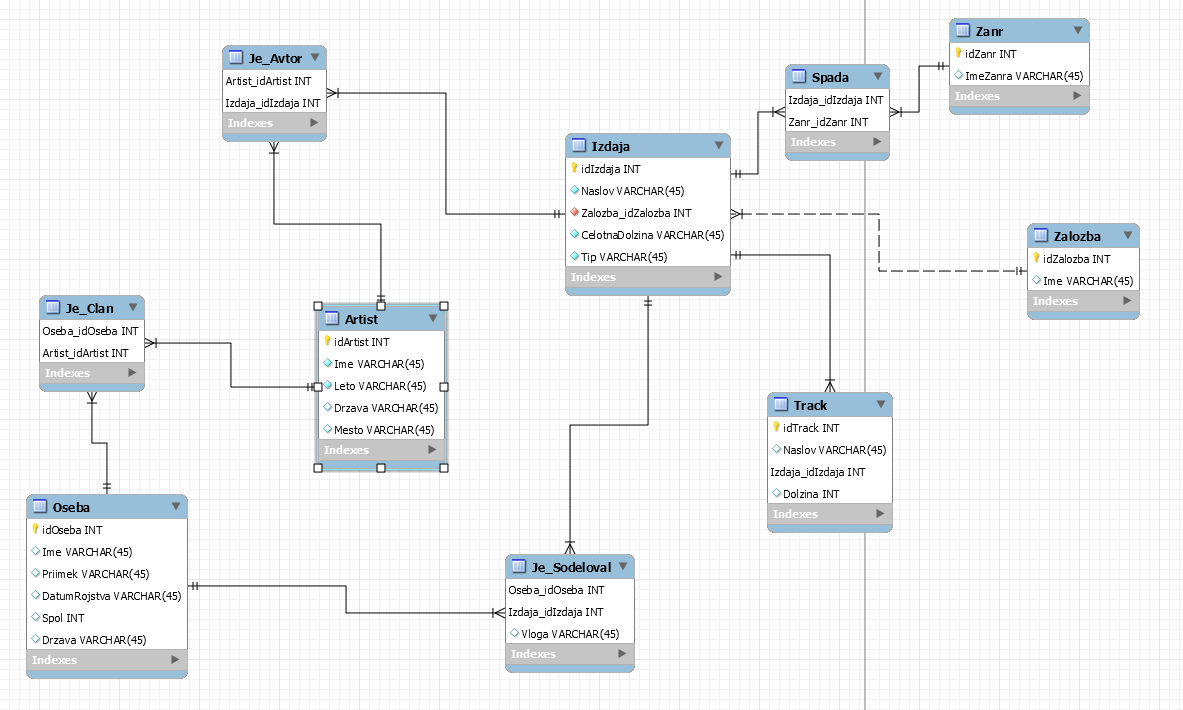 Je_Avtor
Artist_idArtist INT
Izdaja_idIzdaja INT
Indexes
Zanr
idZanr INT
ImeZanra VARCHAR(45)
Indexes
Spada
Izdaja_idIzdaja INT
Zanr_idZanr INT
Indexes
Izdaja
idIzdaja INT
Naslov VARCHAR(45)
Zalozba_idZalozba INT
CelotnaDolzina VARCHAR(45)
Tip VARCHAR(45)
Indexes
Zalozba
idZalozba INT
Ime VARCHAR(45)
Indexes
Je_Clan
Oseba_idOseba INT
Artist_idArtist INT
Indexes
Artist
idArtist INT
Ime VARCHAR(45)
Leto VARCHAR(45)
Drzava VARCHAR(45)
Mesto VARCHAR(45)
Indexes
Track
idTrack INT
Naslov VARCHAR(45)
Izdaja_idIzdaja INT
Dolzina INT
Indexes
Oseba
idOseba INT
Ime VARCHAR(45)
Priimek VARCHAR(45)
DatumRojstva VARCHAR(45)
Spol INT
Drzava VARCHAR(45)
Indexes
Je_Sodeloval
Oseba_idOseba INT
Izdaja_idIzdaja INT
Vloga VARCHAR(45)
Indexes